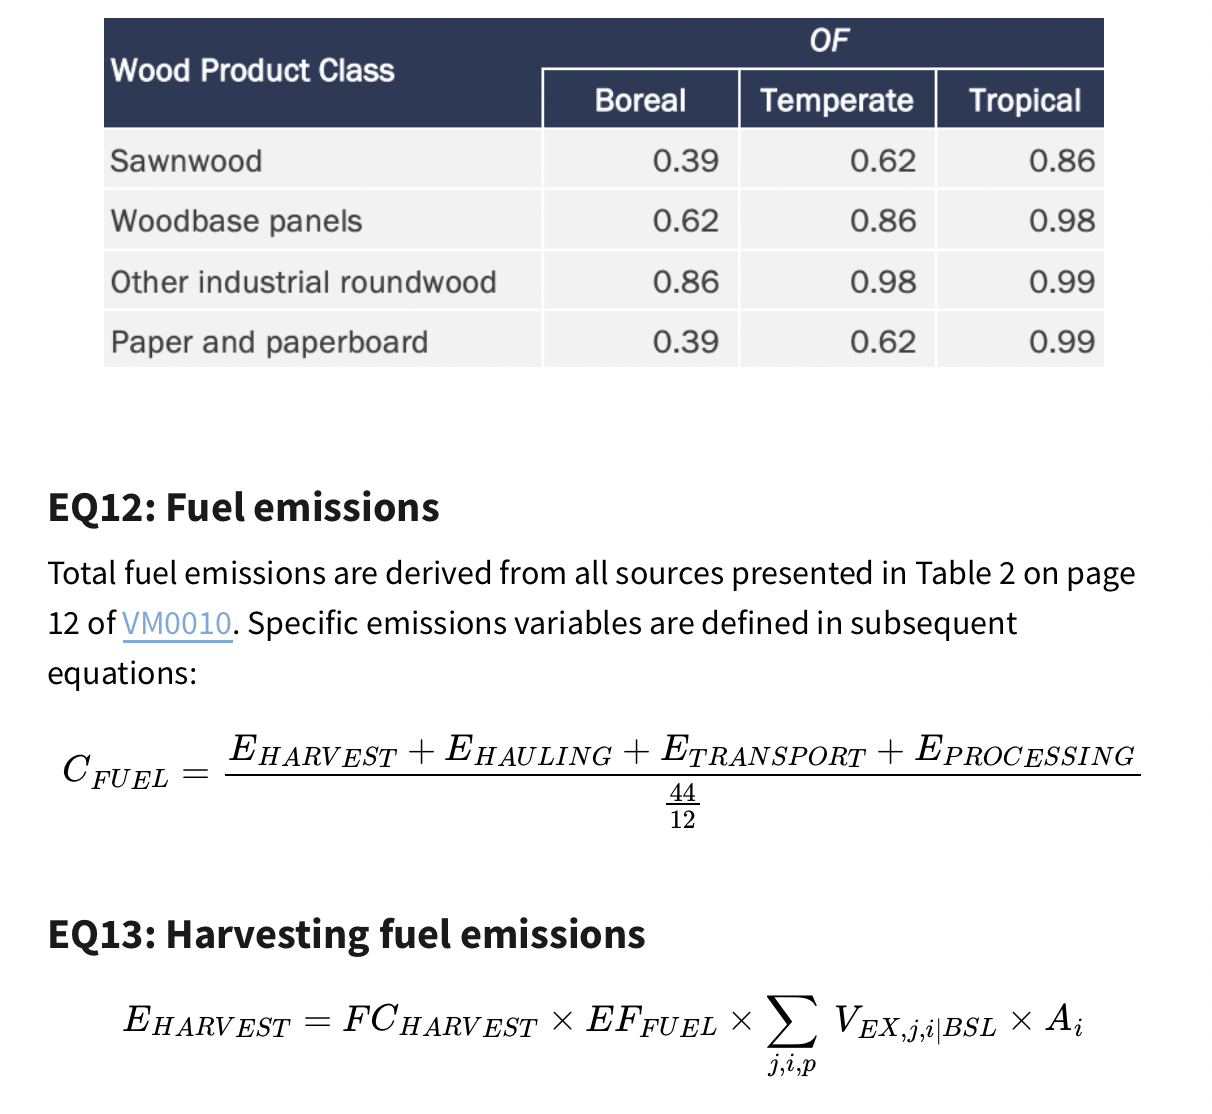 Wood Product Class OF
Boreal Temperate Tropical
Sawnwood 0.39 0.62 0.86
Woodbase panels 0.62 0.86 0.98
Other industrial roundwood 0.86 0.98 0.99
Paper and paperboard 0.39 0.62 0.99
EQ12: Fuel emissions
Total fuel emissions are derived from all sources presented in Table 2 on page
12 of VM0010. Specific emissions variables are defined in subsequent
equations:
C_{FUEL} = \frac{E_{HARVEST} + E_{HAULING} + E_{TRANSPORT} + E_{PROCESSING}}{\frac{44}{12}}
EQ13: Harvesting fuel emissions
E_{HARVEST} = FC_{HARVEST} × EF_{FUEL} × \sum_{j,i,p} V_{EX,j,i|BSL} × A_i